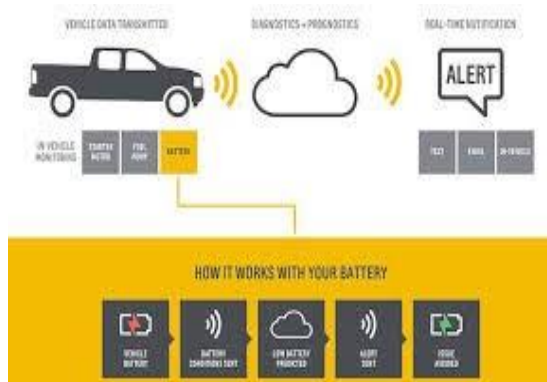 VEHICLE DATA TRANSMITTED
DIAGNOSTICS + PROGNOSTICS
REAL-TIME NOTIFICATION
ALERT
IN VEHICLE
MONITORING
STARTER
MOTOR
FUEL
PUMP
BATTERY
TEXT
EMAIL
IN-VEHICLE
HOW IT WORKS WITH YOUR BATTERY
VEHICLE
BATTERY
BATTERY
CONDITIONS SENT
LOW BATTERY
PREDICTED
ALERT
SENT
ISSUE
AVOIDED